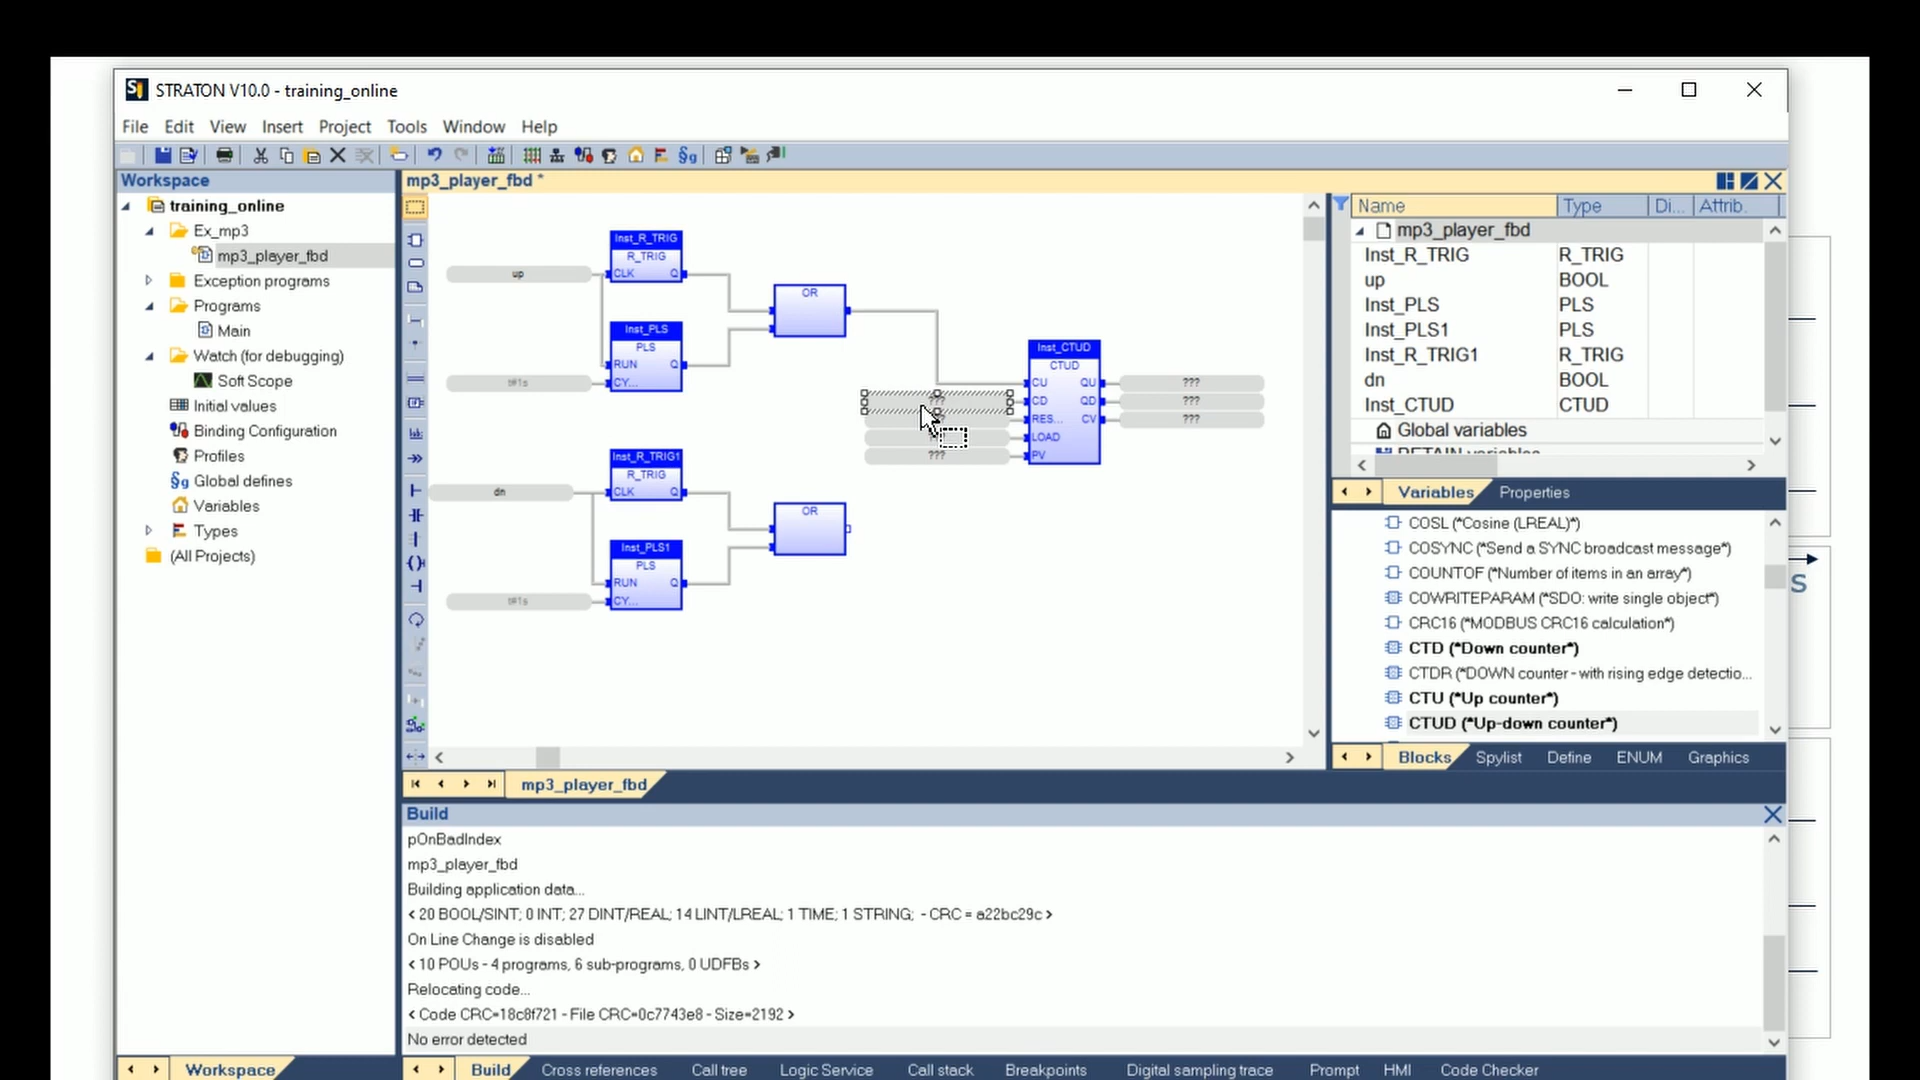 STRATON V10.0 - training_online
File Edit View Insert Project Tools Window Help
Workspace
training_online
Ex_mp3
mp3_player_fbd
Exception programs
Programs
Main
Watch (for debugging)
Soft Scope
Initial values
Binding Configuration
Profiles
Global defines
Variables
Types
(All Projects)
Workspace
mp3_player_fbd *
Inst_R_TRIG
R_TRIG
up CLK Q
Inst_PLS
PLS
RUN Q
t#1s CY...
OR
Inst_CTUD
CTUD
CU QU ???
??? CD QD ???
RES... CV ???
LOAD
??? PV
Inst_R_TRIG1
R_TRIG
dn CLK Q
Inst_PLS1
PLS
RUN Q
t#1s CY...
OR
mp3_player_fbd
Name Type Di... Attrib.
mp3_player_fbd
Inst_R_TRIG R_TRIG
up BOOL
Inst_PLS PLS
Inst_PLS1 PLS
Inst_R_TRIG1 R_TRIG
dn BOOL
Inst_CTUD CTUD
Global variables
RETAIN variables
Variables Properties
COSL (*Cosine (LREAL)*)
COSYNC (*Send a SYNC broadcast message*)
COUNTOF (*Number of items in an array*)
COWRITEPARAM (*SDO: write single object*)
CRC16 (*MODBUS CRC16 calculation*)
CTD (*Down counter*)
CTDR (*DOWN counter - with rising edge detectio...
CTU (*Up counter*)
CTUD (*Up-down counter*)
Blocks Spylist Define ENUM Graphics
S
Build
pOnBadIndex
mp3_player_fbd
Building application data...
< 20 BOOL/SINT; 0 INT; 27 DINT/REAL; 14 LINT/LREAL; 1 TIME; 1 STRING; - CRC = a22bc29c >
On Line Change is disabled
< 10 POUs - 4 programs, 6 sub-programs, 0 UDFBs >
Relocating code...
< Code CRC=18c8f721 - File CRC=0c7743e8 - Size=2192 >
No error detected
Build Cross references Call tree Logic Service Call stack Breakpoints Digital sampling trace Prompt HMI Code Checker